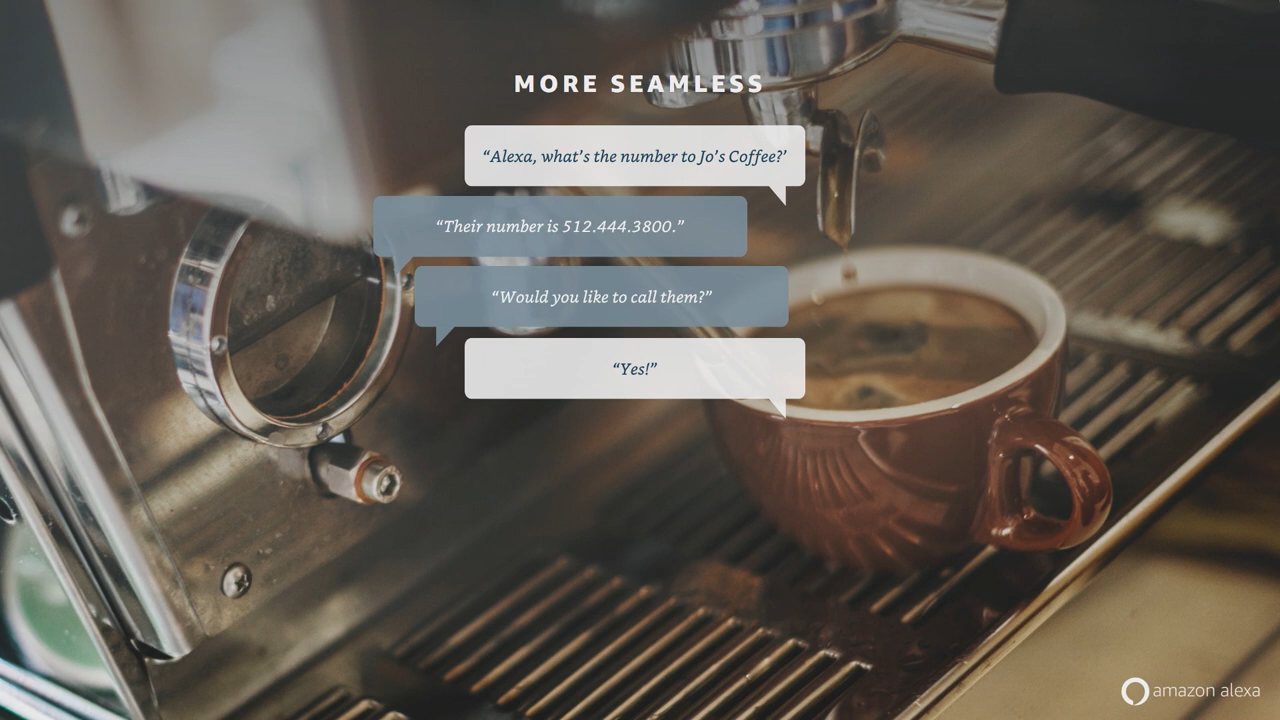 MORE SEAMLESS
“Alexa, what’s the number to Jo’s Coffee?’
“Their number is 512.444.3800.”
“Would you like to call them?”
“Yes!”
amazon alexa